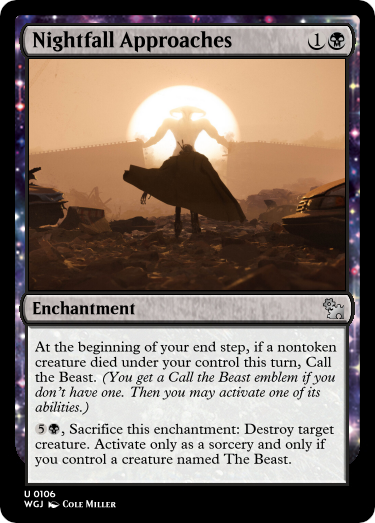 Nightfall Approaches 1
Enchantment
At the beginning of your end step, if a nontoken
creature died under your control this turn, Call
the Beast. (You get a Call the Beast emblem if you
don't have one. Then you may activate one of its
abilities.)
5, Sacrifice this enchantment: Destroy target
creature. Activate only as a sorcery and only if
you control a creature named The Beast.
U 0106
WGJ Cole Miller